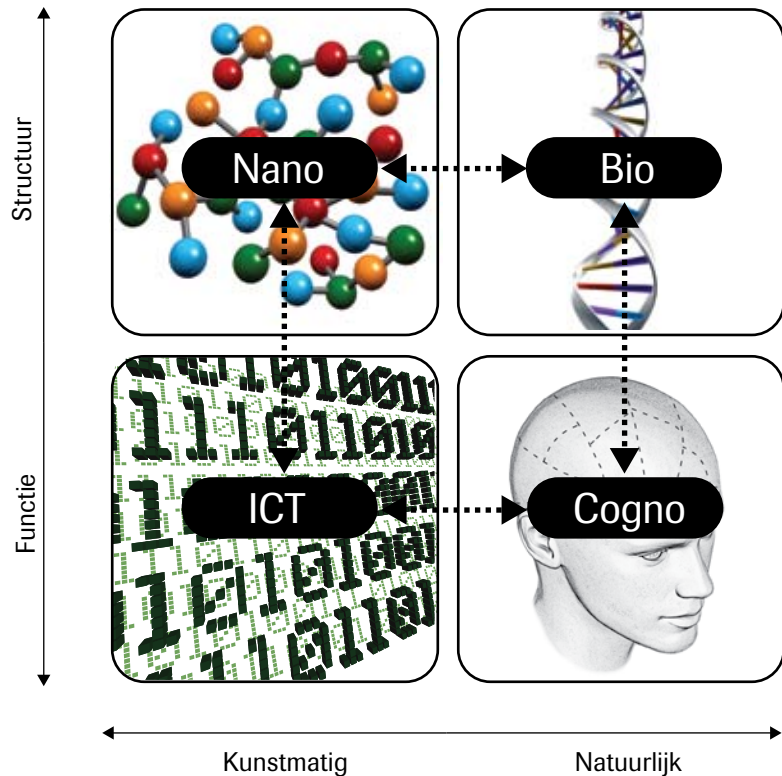 Structuur
Nano
Bio
Functie
ICT
Cogno
Kunstmatig
Natuurlijk